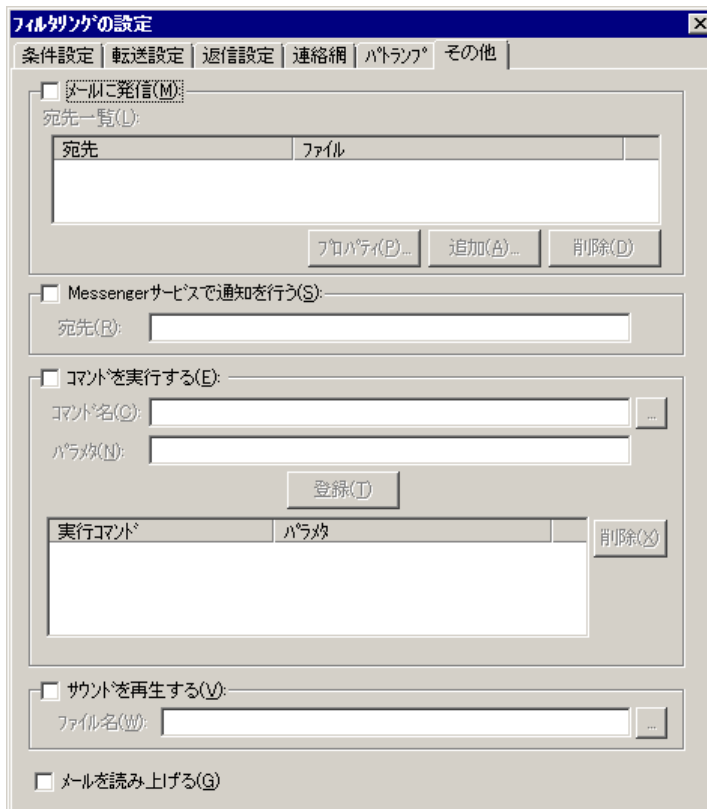 フィルタリングの設定
条件設定 転送設定 返信設定 連絡網 パトランプ その他
メールに発信(M):
宛先一覧(L):
宛先 ファイル
プロパティ(P)... 追加(A)... 削除(D)
Messengerサービスで通知を行う(S):
宛先(R):
コマンドを実行する(E):
コマンド名(C): ...
パラメタ(N):
登録(T)
実行コマンド パラメタ 削除(X)
サウンドを再生する(V):
ファイル名(W): ...
メールを読み上げる(G)